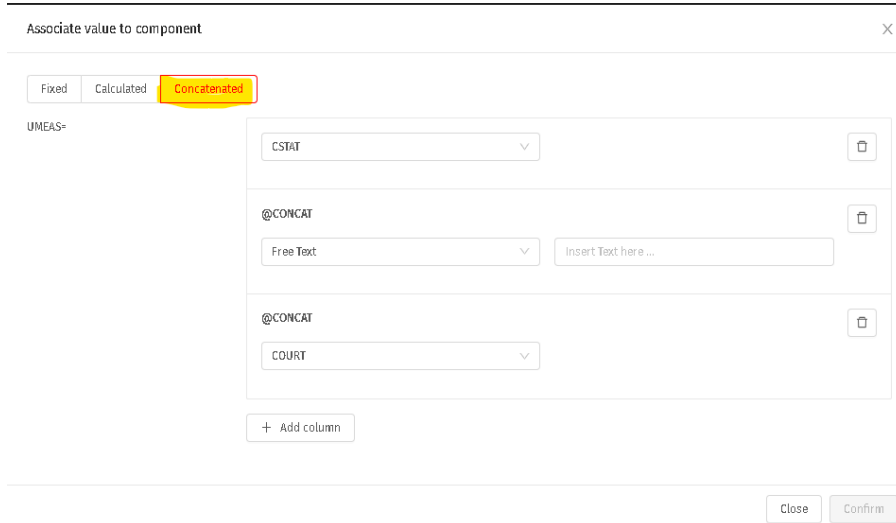 Associate value to component
Fixed
Calculated
Concatenated
UMEAS=
CSTAT
@CONCAT
Free Text
Insert Text here ...
@CONCAT
COURT
+ Add column
Close
Confirm